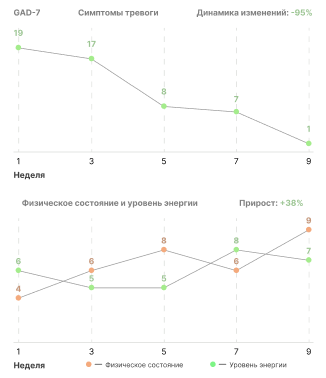 GAD-7 Симптомы тревоги Динамика изменений: -95%
19
17
8
7
1
1 3 5 7 9
Неделя
Физическое состояние и уровень энергии Прирост: +38%
9
8 8
6 6 6 7
5 5
4
1 3 5 7 9
Неделя Физическое состояние Уровень энергии